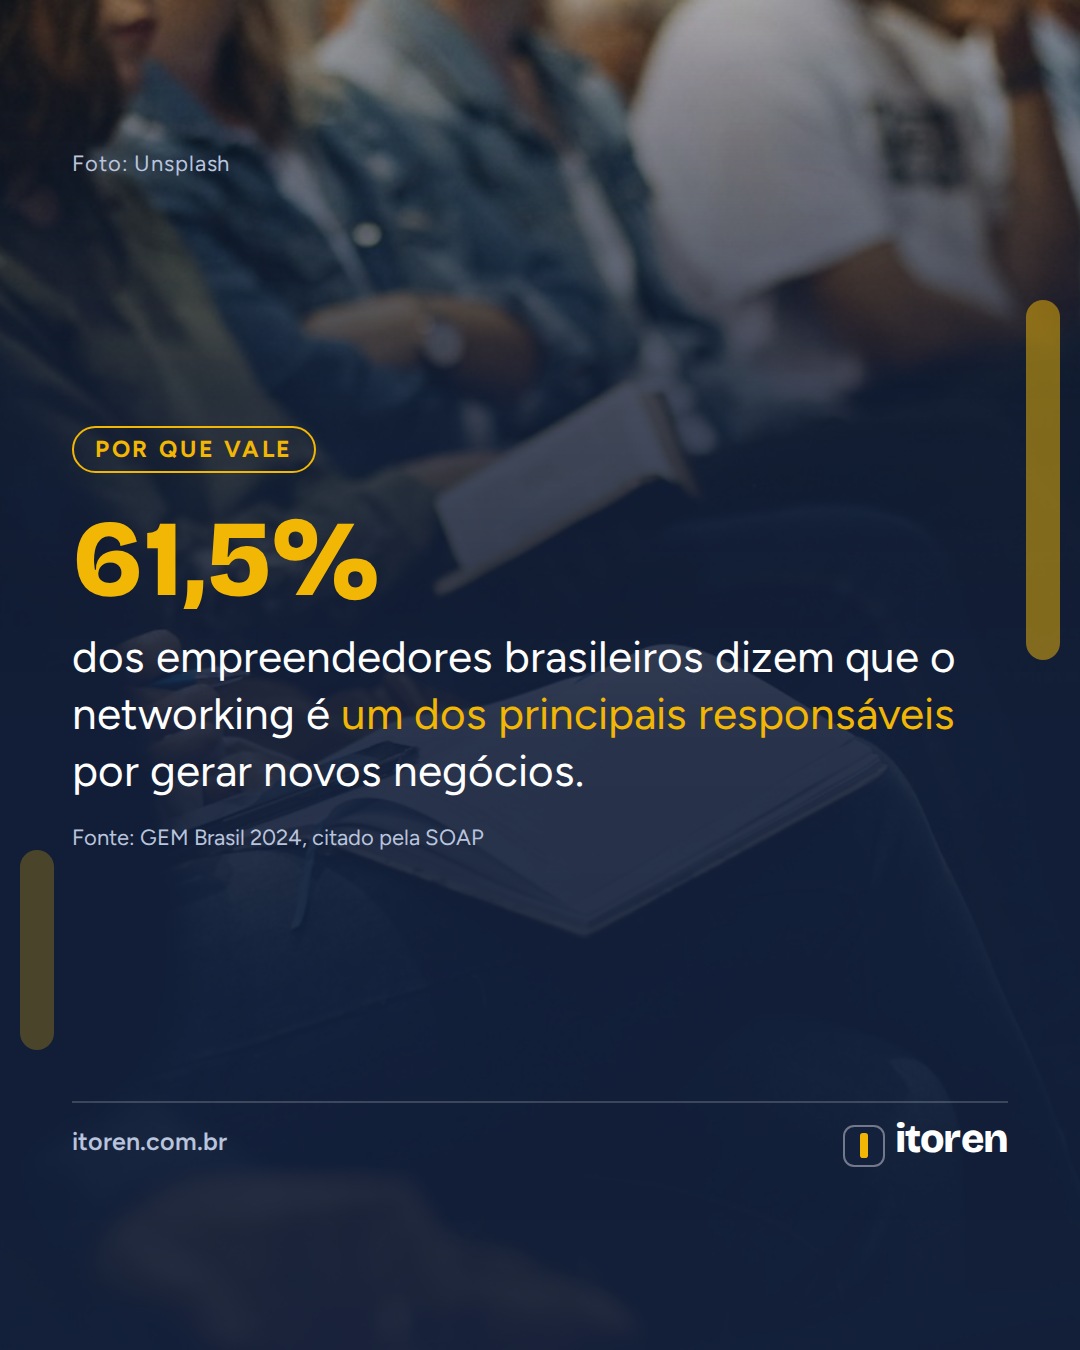 Foto: Unsplash
POR QUE VALE
61,5%
dos empreendedores brasileiros dizem que o
networking é um dos principais responsáveis
por gerar novos negócios.
Fonte: GEM Brasil 2024, citado pela SOAP
itoren.com.br
itoren